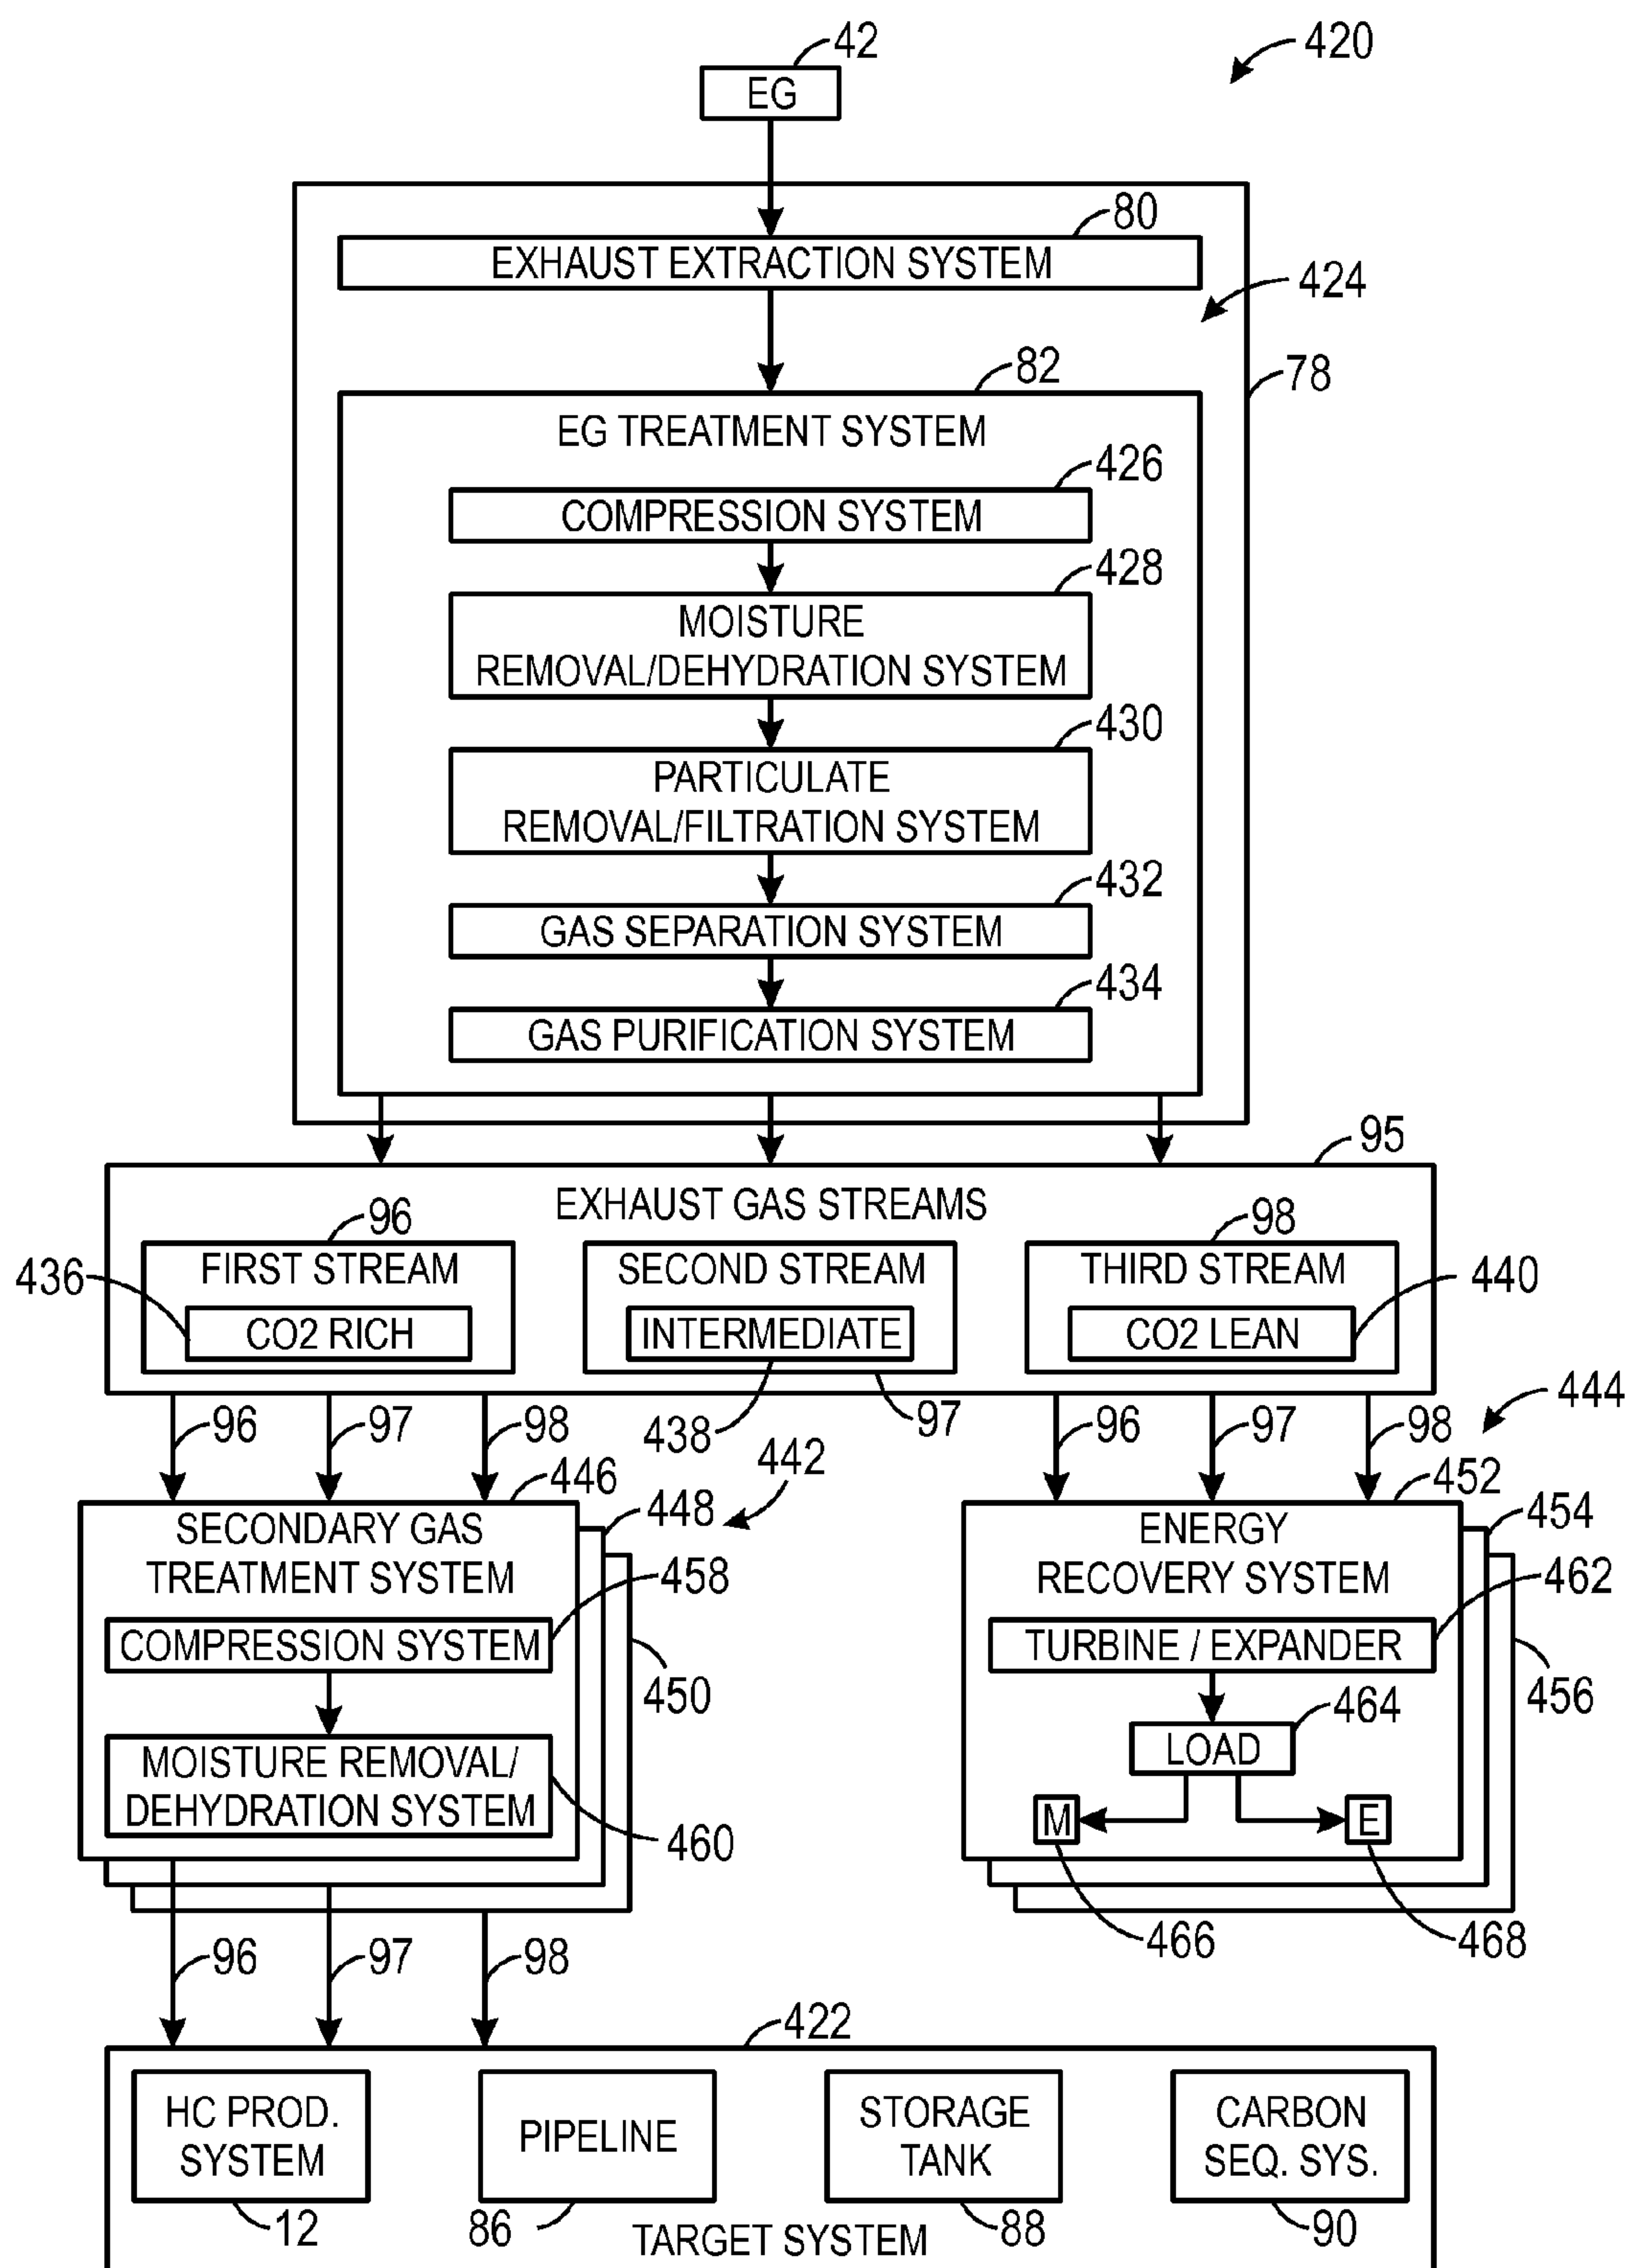 42
420
EG
80
EXHAUST EXTRACTION SYSTEM
424
82
78
EG TREATMENT SYSTEM
426
COMPRESSION SYSTEM
428
MOISTURE
REMOVAL/DEHYDRATION SYSTEM
430
PARTICULATE
REMOVAL/FILTRATION SYSTEM
432
GAS SEPARATION SYSTEM
434
GAS PURIFICATION SYSTEM
95
EXHAUST GAS STREAMS
96
98
FIRST STREAM
SECOND STREAM
THIRD STREAM
436
440
CO2 RICH
INTERMEDIATE
CO2 LEAN
444
96
97
98
438
97
96
97
98
442
446
452
448
454
SECONDARY GAS
TREATMENT SYSTEM
ENERGY
RECOVERY SYSTEM
458
462
COMPRESSION SYSTEM
TURBINE / EXPANDER
450
464
456
MOISTURE REMOVAL/
DEHYDRATION SYSTEM
LOAD
M
E
460
466
468
96
97
98
422
HC PROD.
SYSTEM
PIPELINE
STORAGE
TANK
CARBON
SEQ. SYS.
12
86
88
90
TARGET SYSTEM